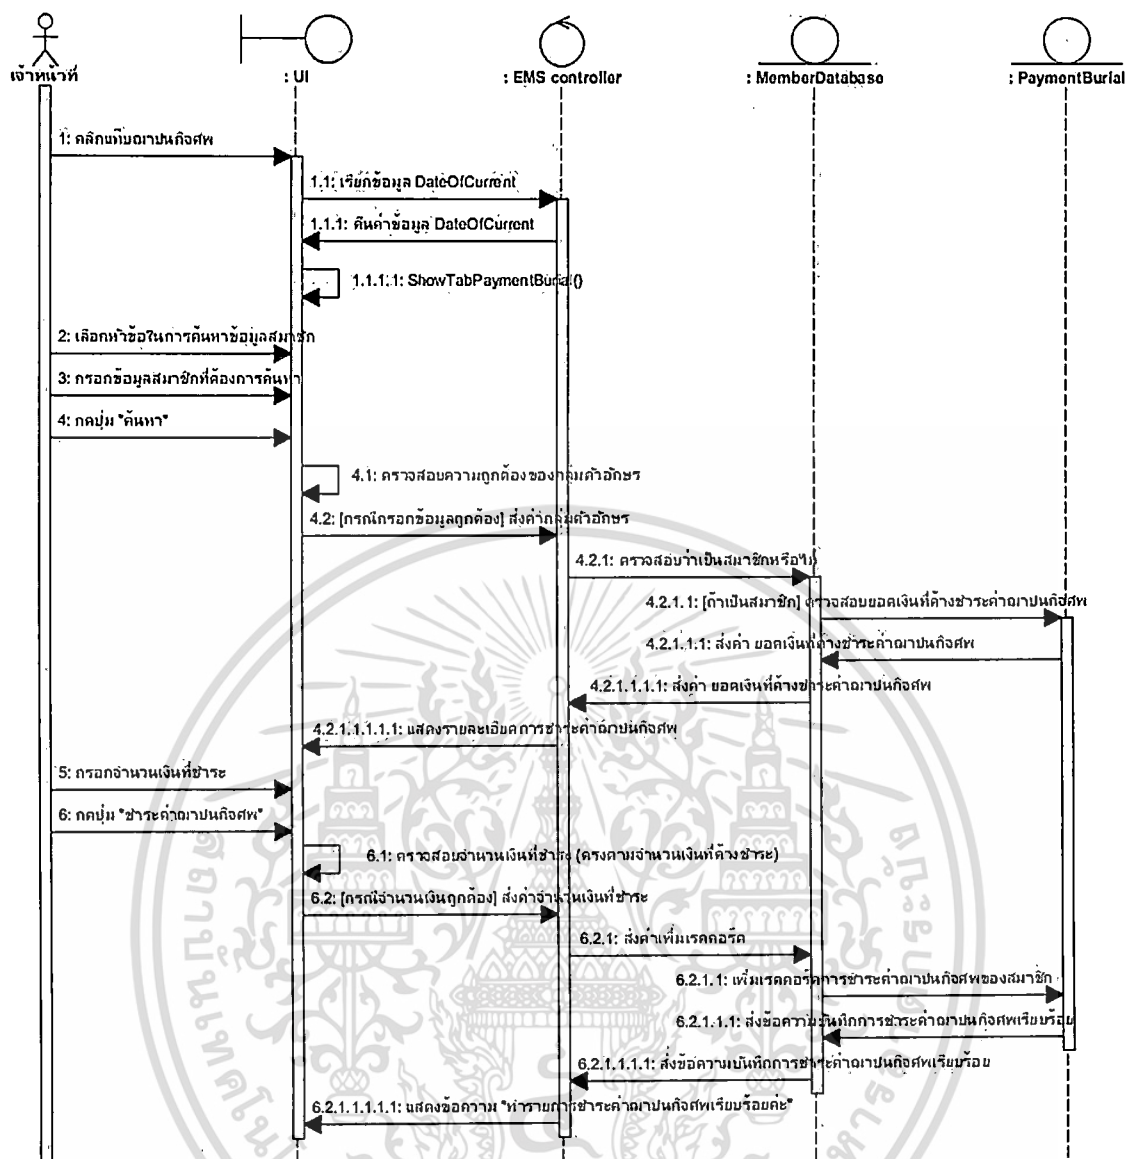 เจ้าหน้าที่
: UI
: EMS controller
: MemberDatabase
: PaymentBurial
1: คลิกแท็บฌาปนกิจศพ
1.1: เรียกข้อมูล DateOfCurrent
1.1.1: คืนค่าข้อมูล DateOfCurrent
1.1.1.1: ShowTabPaymentBurial()
2: เลือกหัวข้อในการค้นหาข้อมูลสมาชิก
3: กรอกข้อมูลสมาชิกที่ต้องการค้นหา
4: กดปุ่ม "ค้นหา"
4.1: ตรวจสอบความถูกต้องของกลุ่มตัวอักษร
4.2: [กรณีกรอกข้อมูลถูกต้อง] ส่งค่ากลุ่มตัวอักษร
4.2.1: ตรวจสอบว่าเป็นสมาชิกหรือไม่
4.2.1.1: [ถ้าเป็นสมาชิก] ตรวจสอบยอดเงินที่ค้างชำระค่าฌาปนกิจศพ
4.2.1.1.1: ส่งค่า ยอดเงินที่ค้างชำระค่าฌาปนกิจศพ
4.2.1.1.1.1: ส่งค่า ยอดเงินที่ค้างชำระค่าฌาปนกิจศพ
4.2.1.1.1.1.1: แสดงรายละเอียดการชำระค่าฌาปนกิจศพ
5: กรอกจำนวนเงินที่ชำระ
6: กดปุ่ม "ชำระค่าฌาปนกิจศพ"
6.1: ตรวจสอบจำนวนเงินที่ชำระ (ตรงตามจำนวนเงินที่ค้างชำระ)
6.2: [กรณีจำนวนเงินถูกต้อง] ส่งค่าจำนวนเงินที่ชำระ
6.2.1: ส่งค่าเพิ่มเรคคอร์ด
6.2.1.1: เพิ่มเรคคอร์ดการชำระค่าฌาปนกิจศพของสมาชิก
6.2.1.1.1: ส่งข้อความบันทึกการชำระค่าฌาปนกิจศพเรียบร้อย
6.2.1.1.1.1: ส่งข้อความบันทึกการชำระค่าฌาปนกิจศพเรียบร้อย
6.2.1.1.1.1.1: แสดงข้อความ "ทำรายการชำระค่าฌาปนกิจศพเรียบร้อยค่ะ"